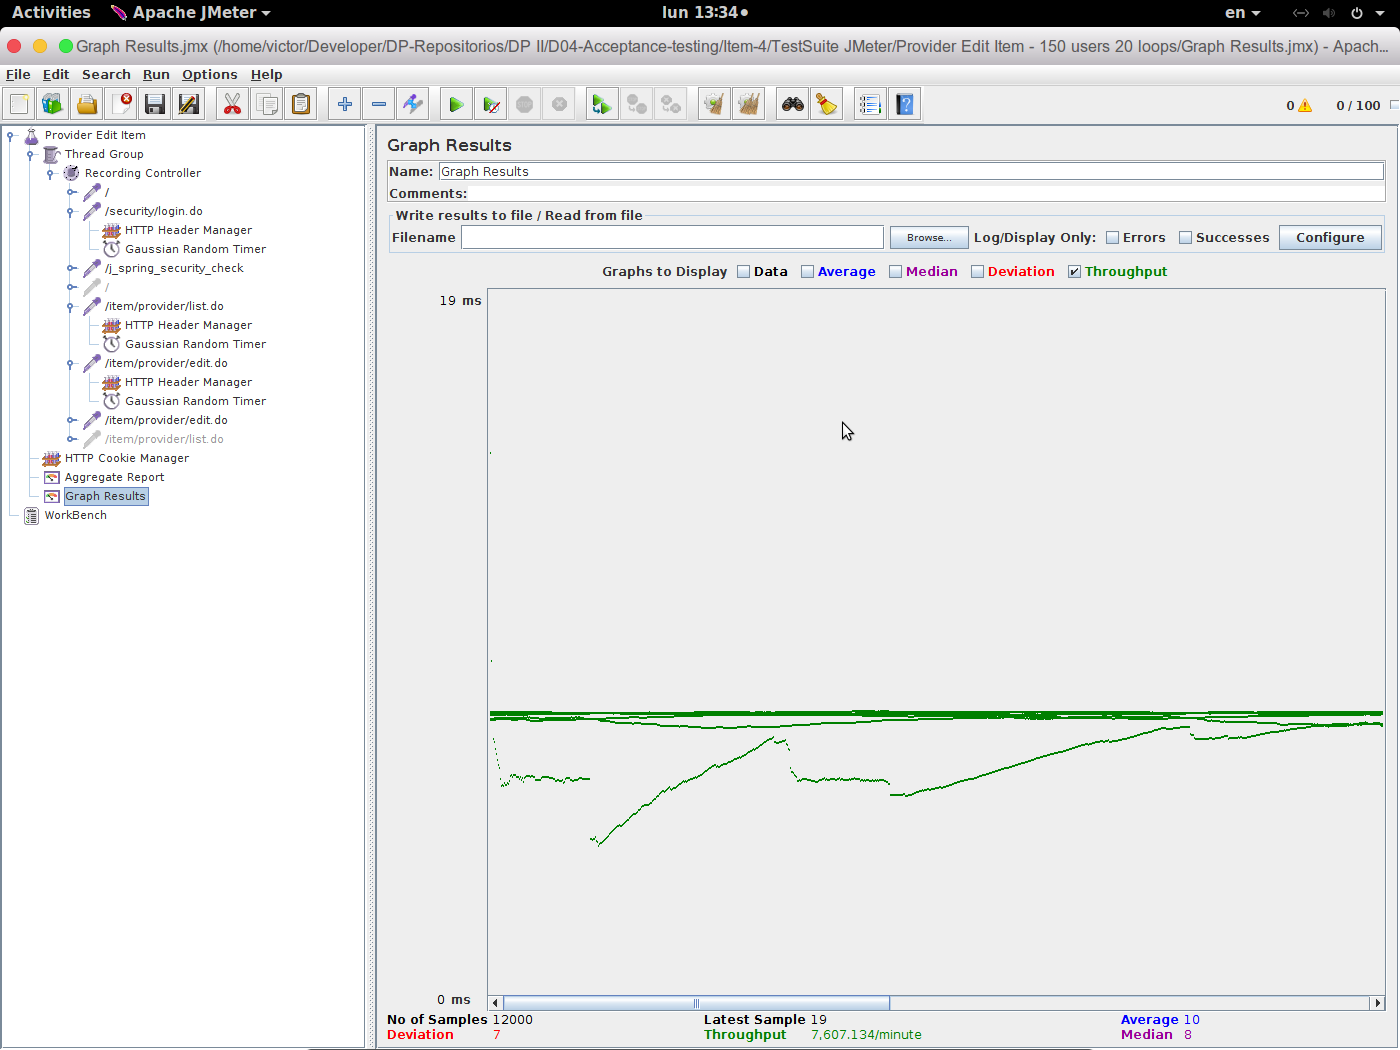 Activities Apache JMeter lun 13:34 en
Graph Results.jmx (/home/victor/Developer/DP-Repositorios/DP II/D04-Acceptance-testing/Item-4/TestSuite JMeter/Provider Edit Item - 150 users 20 loops/Graph Results.jmx) - Apach...
File Edit Search Run Options Help
0 0 / 100
Provider Edit Item
Thread Group
Recording Controller
/
/security/login.do
HTTP Header Manager
Gaussian Random Timer
/j_spring_security_check
/
/item/provider/list.do
HTTP Header Manager
Gaussian Random Timer
/item/provider/edit.do
HTTP Header Manager
Gaussian Random Timer
/item/provider/edit.do
/item/provider/list.do
HTTP Cookie Manager
Aggregate Report
Graph Results
WorkBench
Graph Results
Name: Graph Results
Comments:
Write results to file / Read from file
Filename Browse... Log/Display Only: Errors Successes Configure
Graphs to Display Data Average Median Deviation Throughput
19 ms
0 ms
No of Samples 12000 Latest Sample 19 Average 10
Deviation 7 Throughput 7,607.134/minute Median 8